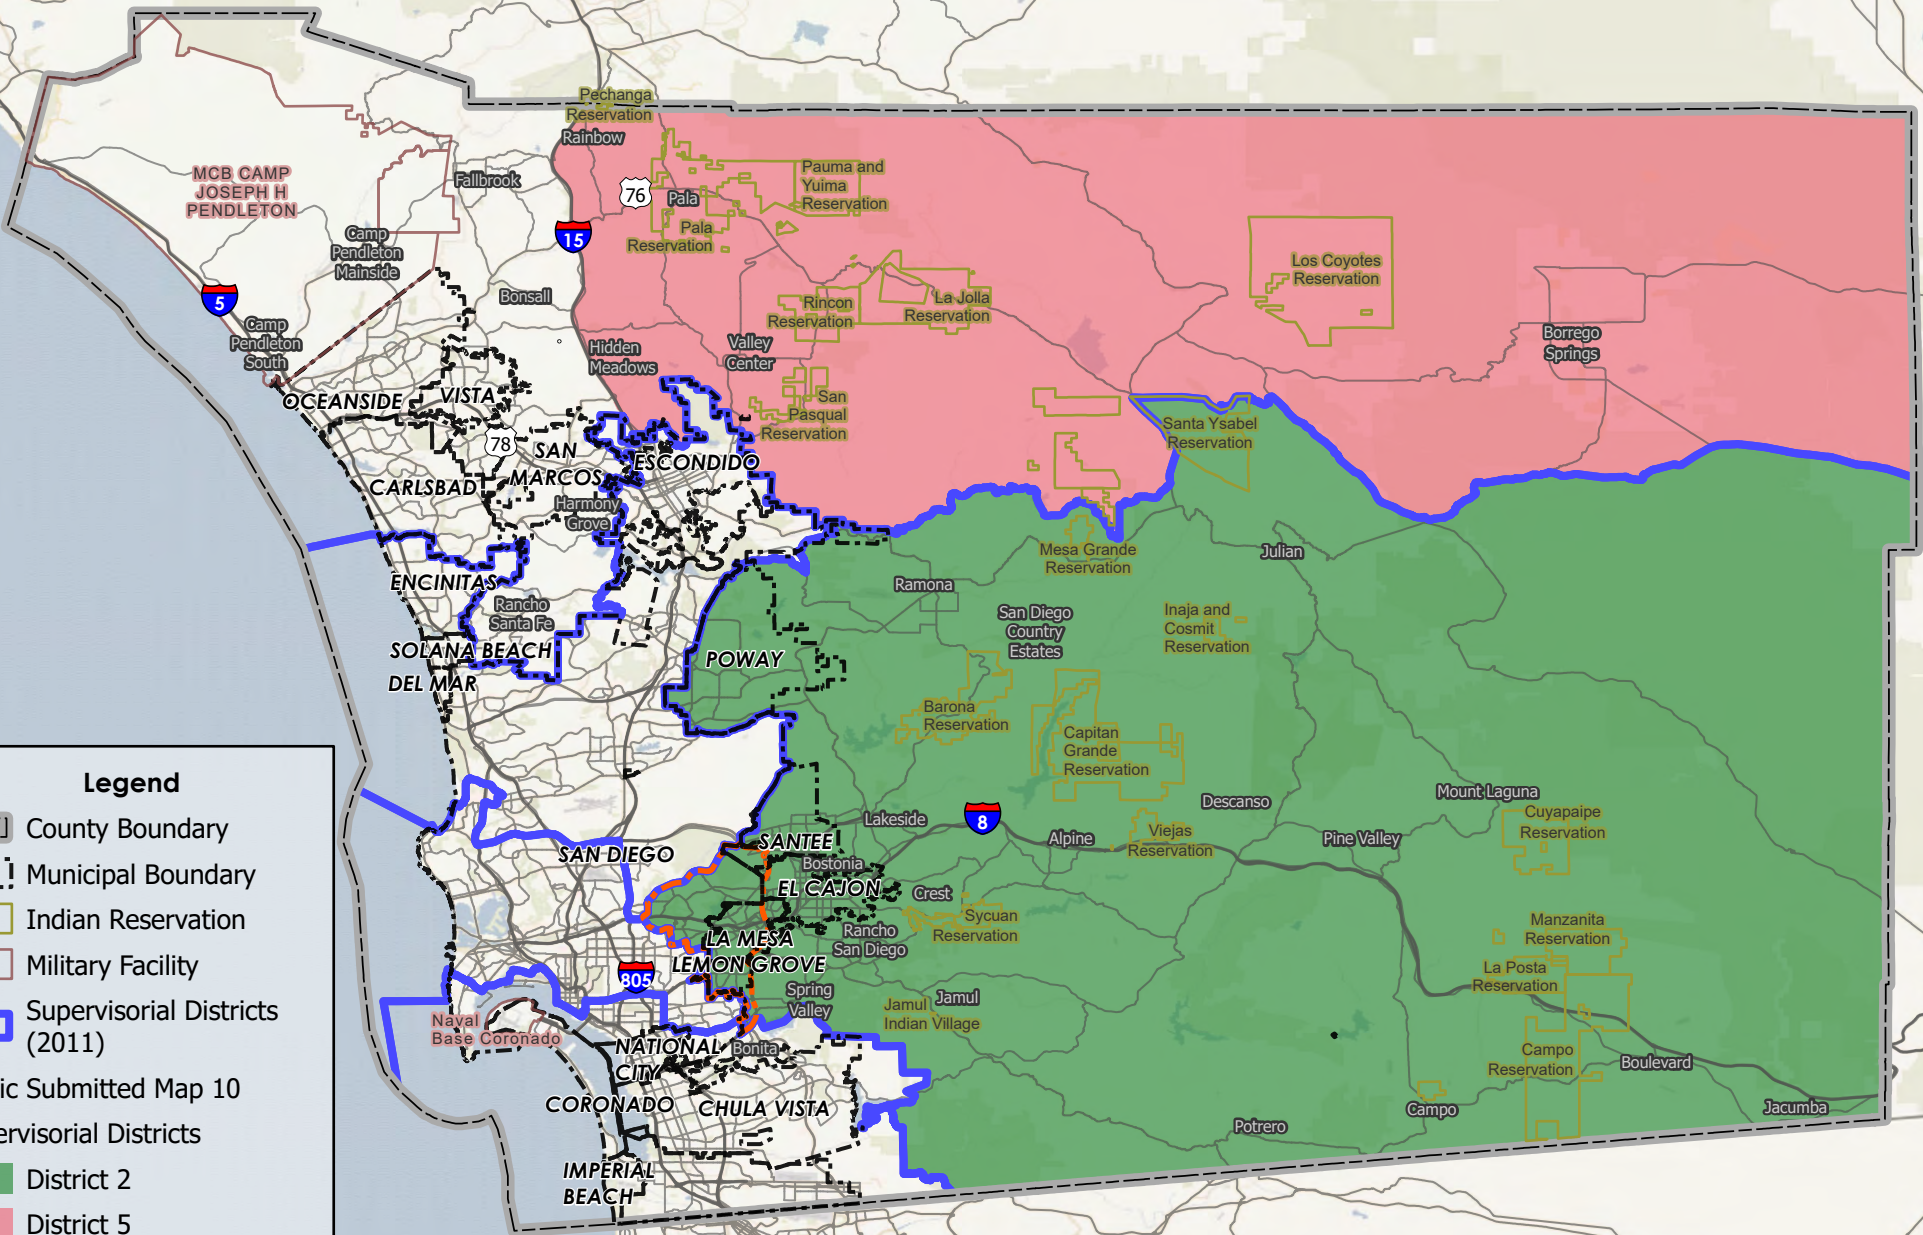 Pechanga
Reservation
Rainbow
MCB CAMP
JOSEPH H
PENDLETON
Fallbrook
76
Pala
Pauma and
Yuima
Reservation
Pala
Reservation
15
Camp
Pendleton
Mainside
Los Coyotes
Reservation
5
Bonsall
Rincon
Reservation
La Jolla
Reservation
Camp
Pendleton
South
Hidden
Meadows
Valley
Center
Borrego
Springs
OCEANSIDE
VISTA
San
Pasqual
Reservation
Santa Ysabel
Reservation
78
SAN
MARCOS
ESCONDIDO
CARLSBAD
Harmony
Grove
Mesa Grande
Reservation
Julian
ENCINITAS
Ramona
Rancho
Santa Fe
San Diego
Country
Estates
Inaja and
Cosmit
Reservation
SOLANA BEACH
POWAY
DEL MAR
Barona
Reservation
Capitan
Grande
Reservation
Legend
County Boundary
Municipal Boundary
Indian Reservation
Military Facility
Supervisorial Districts
(2011)
ic Submitted Map 10
ervisorial Districts
District 2
District 5
Descanso
Mount Laguna
Cuyapaipe
Reservation
Lakeside
8
Alpine
Viejas
Reservation
Pine Valley
SAN DIEGO
SANTEE
Bostonia
EL CAJON
Crest
Sycuan
Reservation
Rancho
San Diego
LA MESA
LEMON GROVE
805
Manzanita
Reservation
La Posta
Reservation
Spring
Valley
Jamul
Jamul
Indian Village
Naval
Base Coronado
NATIONAL
CITY
Bonita
Campo
Reservation
Boulevard
CORONADO
CHULA VISTA
Campo
Jacumba
Potrero
IMPERIAL
BEACH